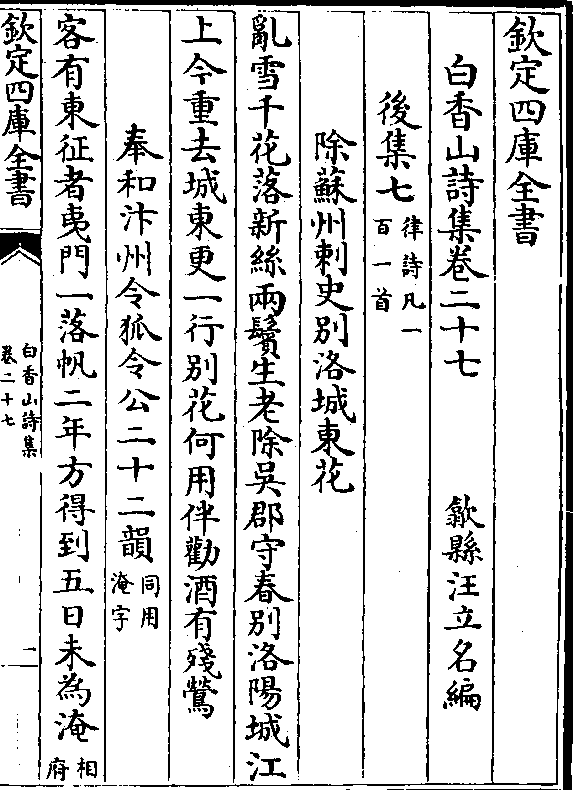 欽定四庫全書
白香山詩集卷二十七　歙縣汪立名編
後集七律詩凡一百一首
除蘇州刺史别洛城東花
亂雪千花落新絲兩鬢生老除吳郡守春别洛陽城江
上今重去城東更一行别花何用伴勸酒有殘鶯
奉和汴州令狐令公二十二韻同用淹字
客有東征者夷門一落帆二年方得到五日未為淹相府
欽定四庫全書
白香山詩集
卷二十七
一